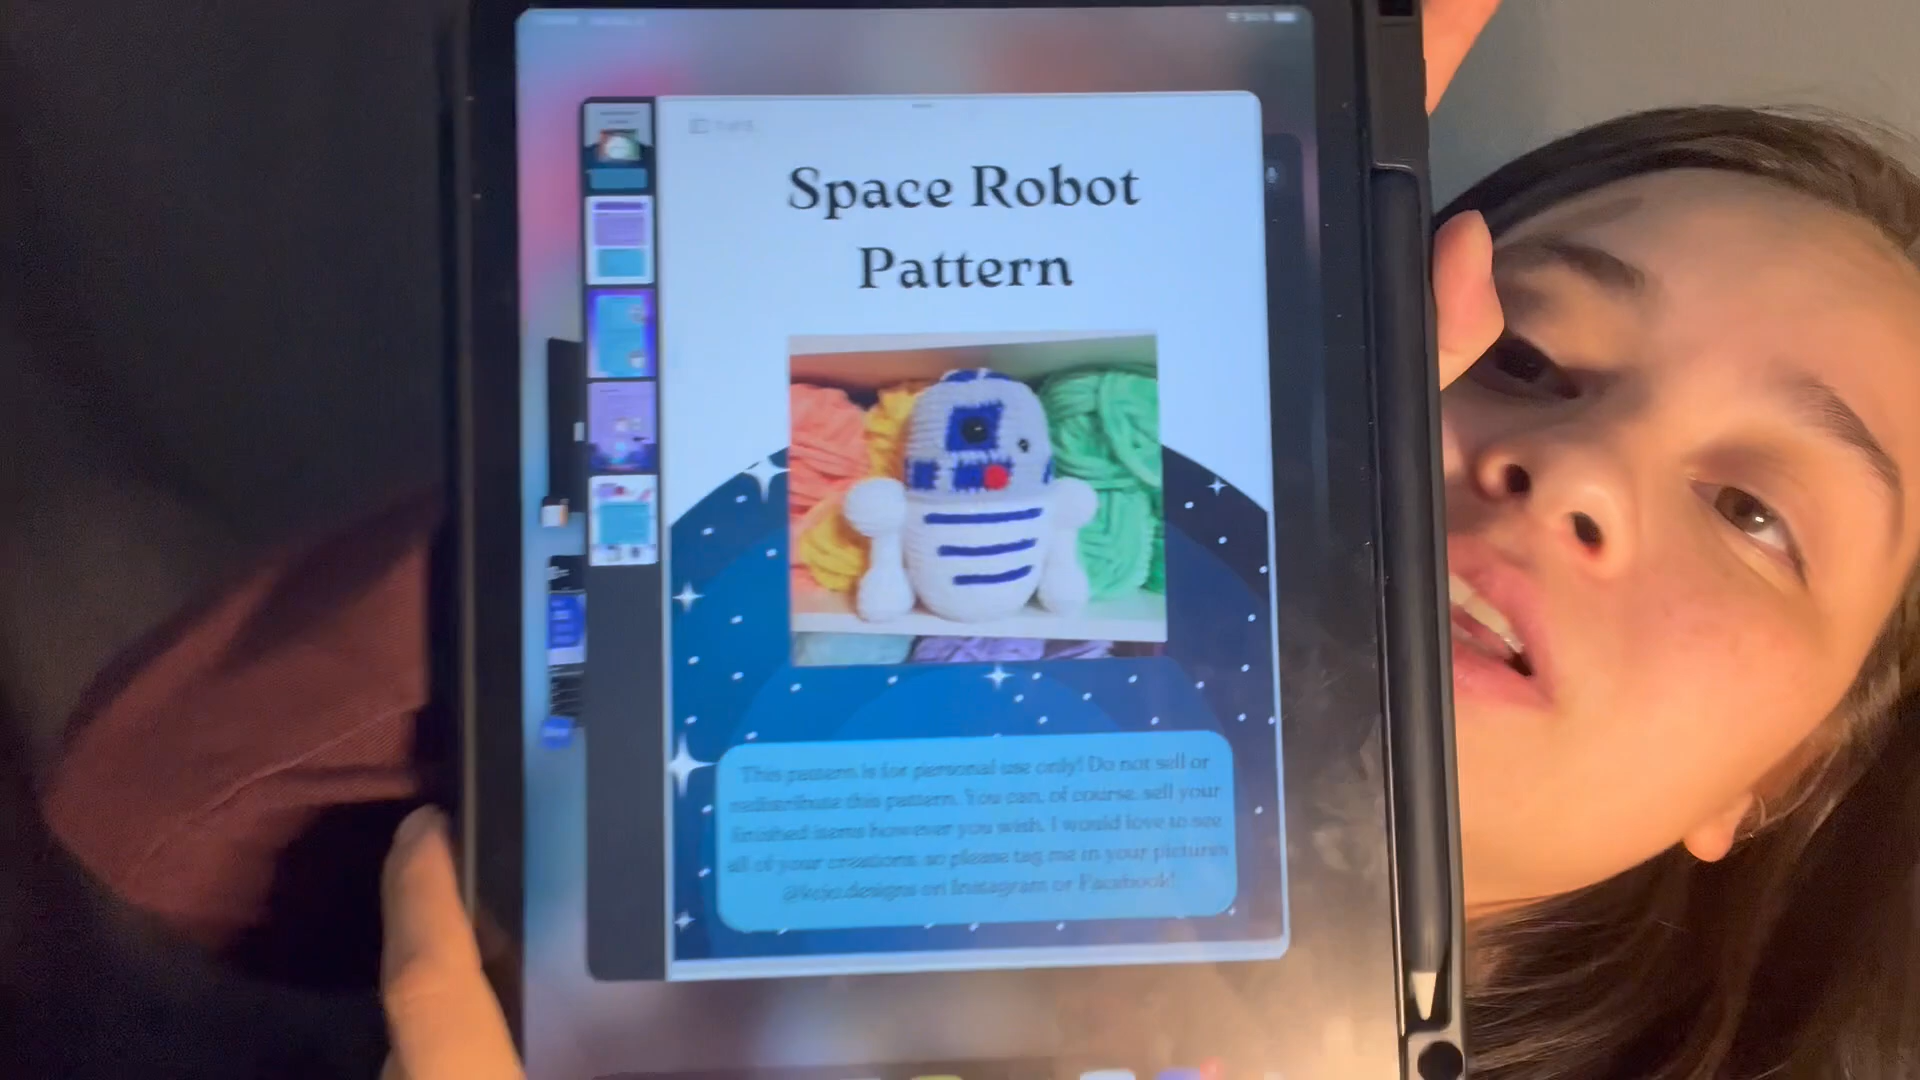 Space Robot
Pattern
This pattern is for personal use only! Do not sell or
redistribute this pattern. You can, of course, sell your
finished items however you wish. I would love to see
all of your creations, so please tag me in your pictures
on Instagram or Facebook!